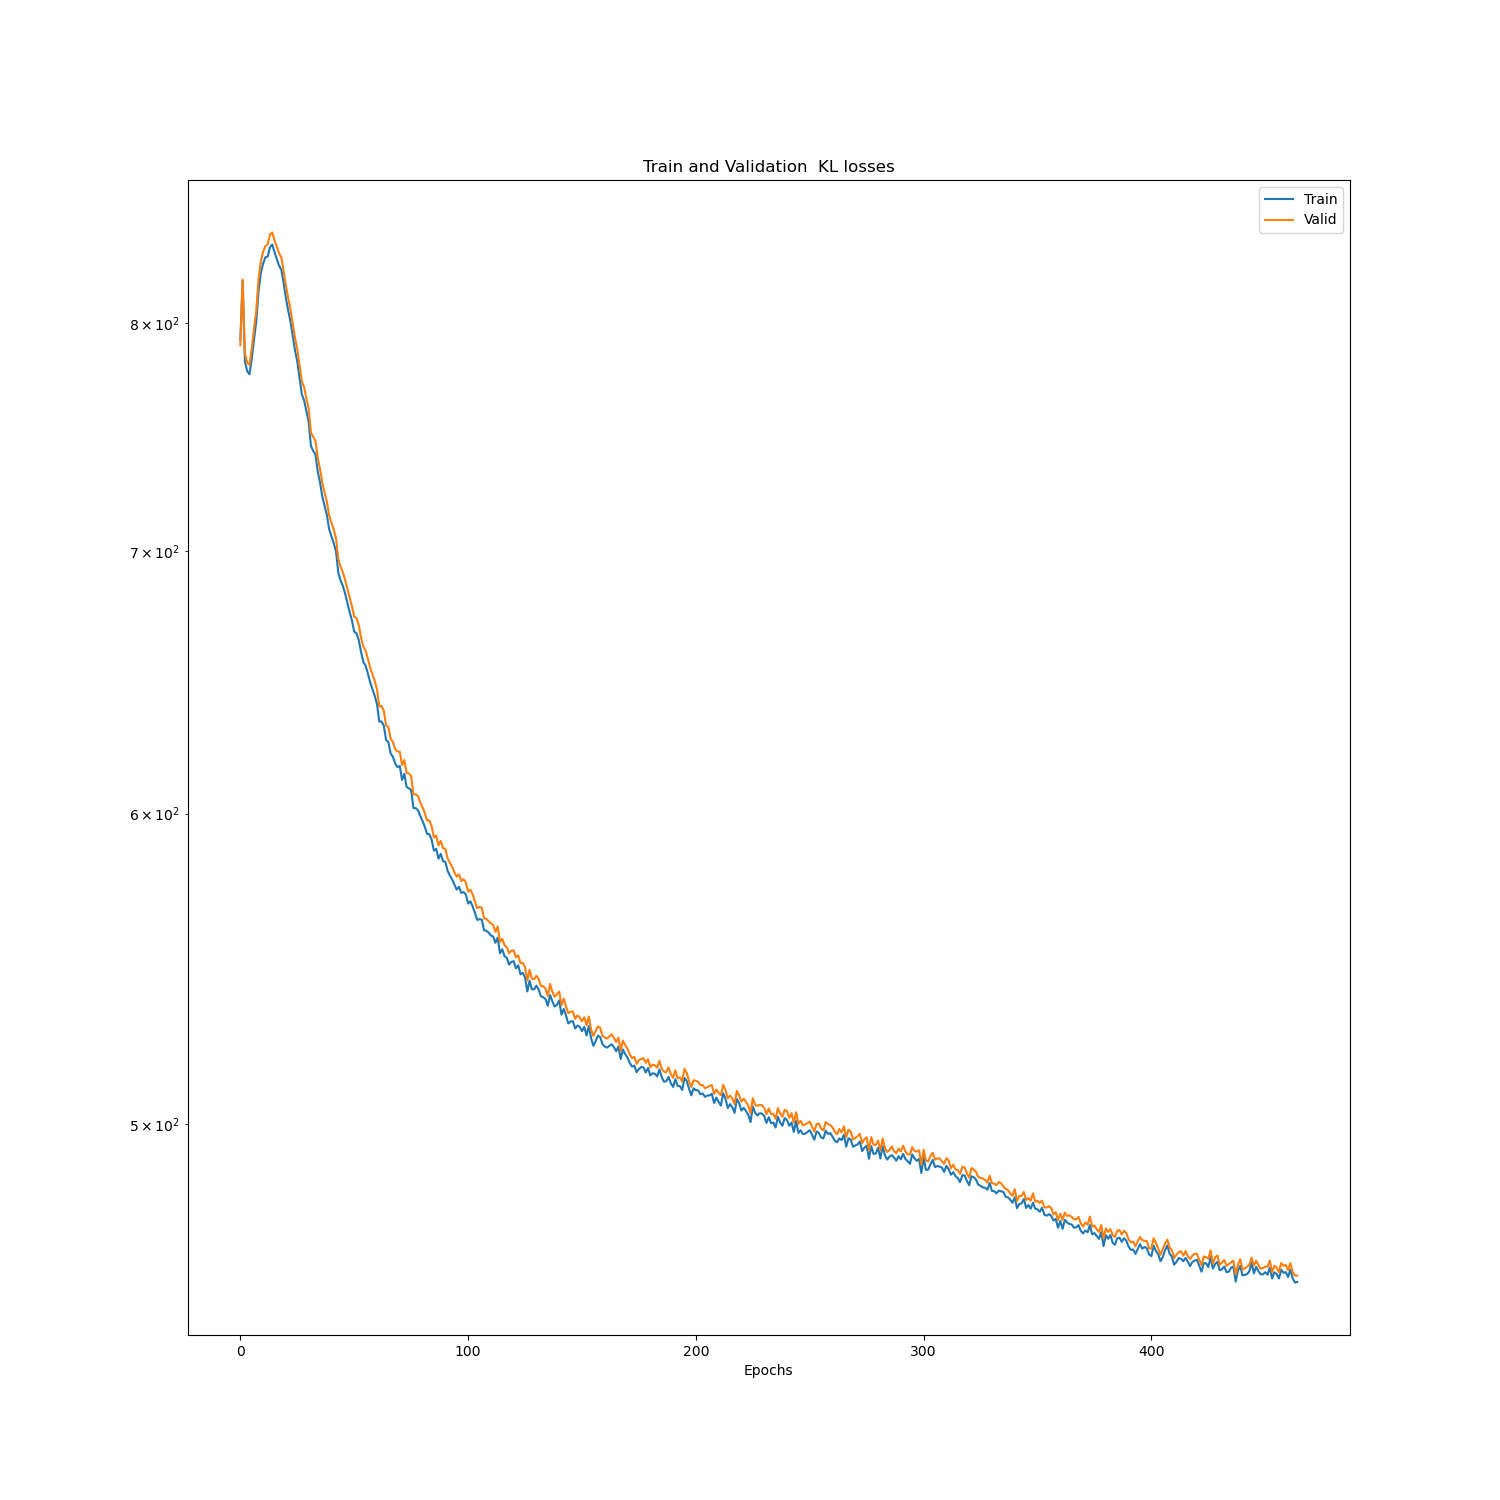 Train and Validation  KL losses
Train
Valid
8 × 10²
7 × 10²
6 × 10²
5 × 10²
0 100 200 300 400
Epochs